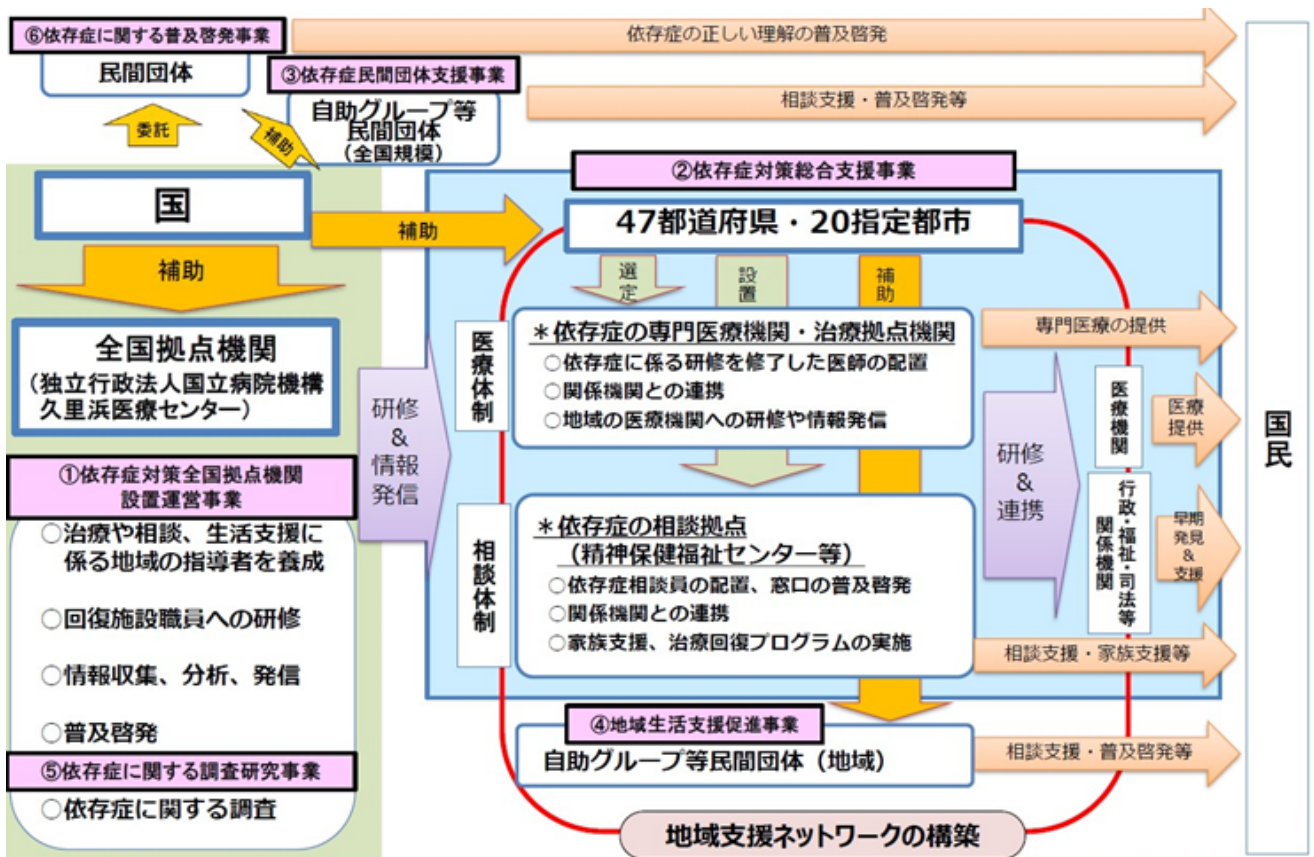 ⑥依存症に関する普及啓発事業
民間団体
依存症の正しい理解の普及啓発
③依存症民間団体支援事業
自助グループ等
民間団体
(全国規模)
相談支援・普及啓発等
委託
補助
国
補助
補助
全国拠点機関
(独立行政法人国立病院機構
久里浜医療センター)
①依存症対策全国拠点機関
設置運営事業
○治療や相談、生活支援に
係る地域の指導者を養成
○回復施設職員への研修
○情報収集、分析、発信
○普及啓発
⑤依存症に関する調査研究事業
○依存症に関する調査
研修
&
情報
発信
②依存症対策総合支援事業
47都道府県・20指定都市
選定
設置
補助
医療体制
*依存症の専門医療機関・治療拠点機関
○依存症に係る研修を修了した医師の配置
○関係機関との連携
○地域の医療機関への研修や情報発信
相談体制
*依存症の相談拠点
(精神保健福祉センター等)
○依存症相談員の配置、窓口の普及啓発
○関係機関との連携
○家族支援、治療回復プログラムの実施
④地域生活支援促進事業
自助グループ等民間団体(地域)
地域支援ネットワークの構築
専門医療の提供
研修
&
連携
医療機関
医療
提供
行政・福祉・司法等
関係機関
早期
発見
&
支援
相談支援・家族支援等
相談支援・普及啓発等
国民